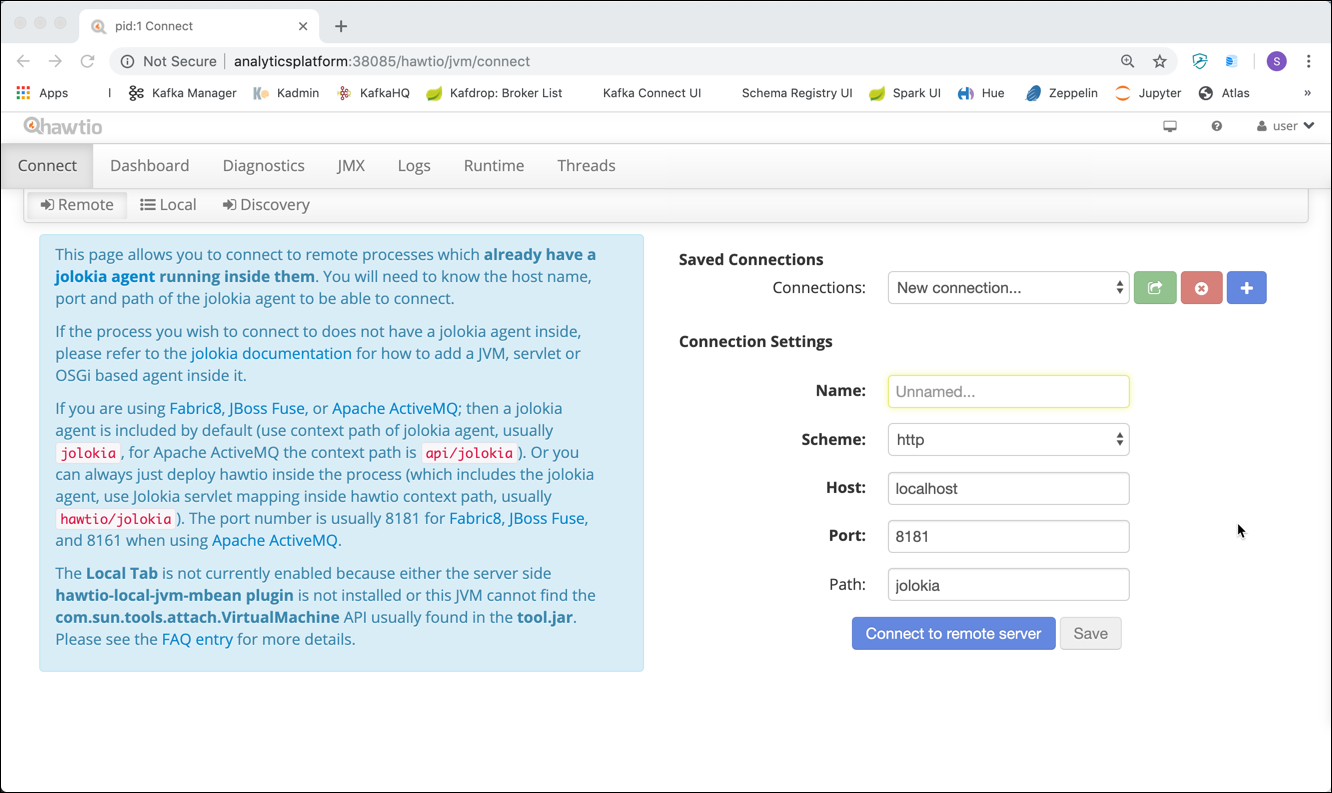 pid:1 Connect
Not Secure | analyticsplatform:38085/hawtio/jvm/connect
S
Apps
Kafka Manager
Kadmin
KafkaHQ
Kafdrop: Broker List
Kafka Connect UI
Schema Registry UI
Spark UI
Hue
Zeppelin
Jupyter
Atlas
»
hawtio
user
Connect
Dashboard
Diagnostics
JMX
Logs
Runtime
Threads
Remote
Local
Discovery
This page allows you to connect to remote processes which already have a
jolokia agent running inside them. You will need to know the host name,
port and path of the jolokia agent to be able to connect.
If the process you wish to connect to does not have a jolokia agent inside,
please refer to the jolokia documentation for how to add a JVM, servlet or
OSGi based agent inside it.
If you are using Fabric8, JBoss Fuse, or Apache ActiveMQ; then a jolokia
agent is included by default (use context path of jolokia agent, usually
jolokia , for Apache ActiveMQ the context path is api/jolokia ). Or you
can always just deploy hawtio inside the process (which includes the jolokia
agent, use Jolokia servlet mapping inside hawtio context path, usually
hawtio/jolokia ). The port number is usually 8181 for Fabric8, JBoss Fuse,
and 8161 when using Apache ActiveMQ.
The Local Tab is not currently enabled because either the server side
hawtio-local-jvm-mbean plugin is not installed or this JVM cannot find the
com.sun.tools.attach.VirtualMachine API usually found in the tool.jar.
Please see the FAQ entry for more details.
Saved Connections
Connections: New connection...
Connection Settings
Name: Unnamed...
Scheme: http
Host: localhost
Port: 8181
Path: jolokia
Connect to remote server
Save